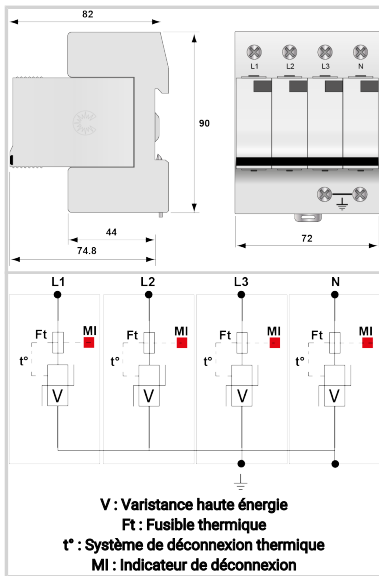 82
L1 L2 L3 N
90
44
74.8
72
L1 L2 L3 N
Ft MI Ft MI Ft MI Ft MI
t° t° t° t°
V V V V
V : Varistance haute énergie
Ft : Fusible thermique
t° : Système de déconnexion thermique
MI : Indicateur de déconnexion